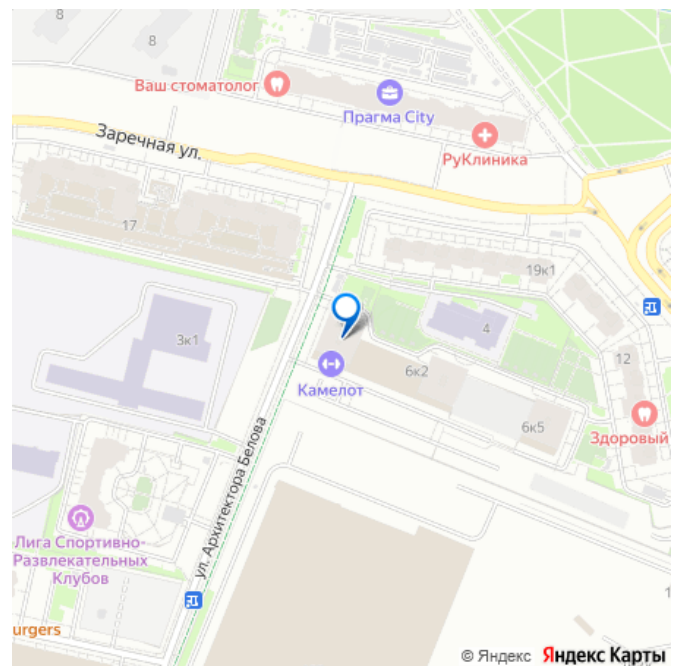 8
8
Ваш стоматолог
Прагма City
РуКлиника
Заречная ул.
17
19к1
3к1
4
12
Камелот
6к2
6к5
Здоровый
ул. Архитектора Белова
Лига Спортивно-
Развлекательных
Клубов
urgers
1
© Яндекс Яндекс Карты